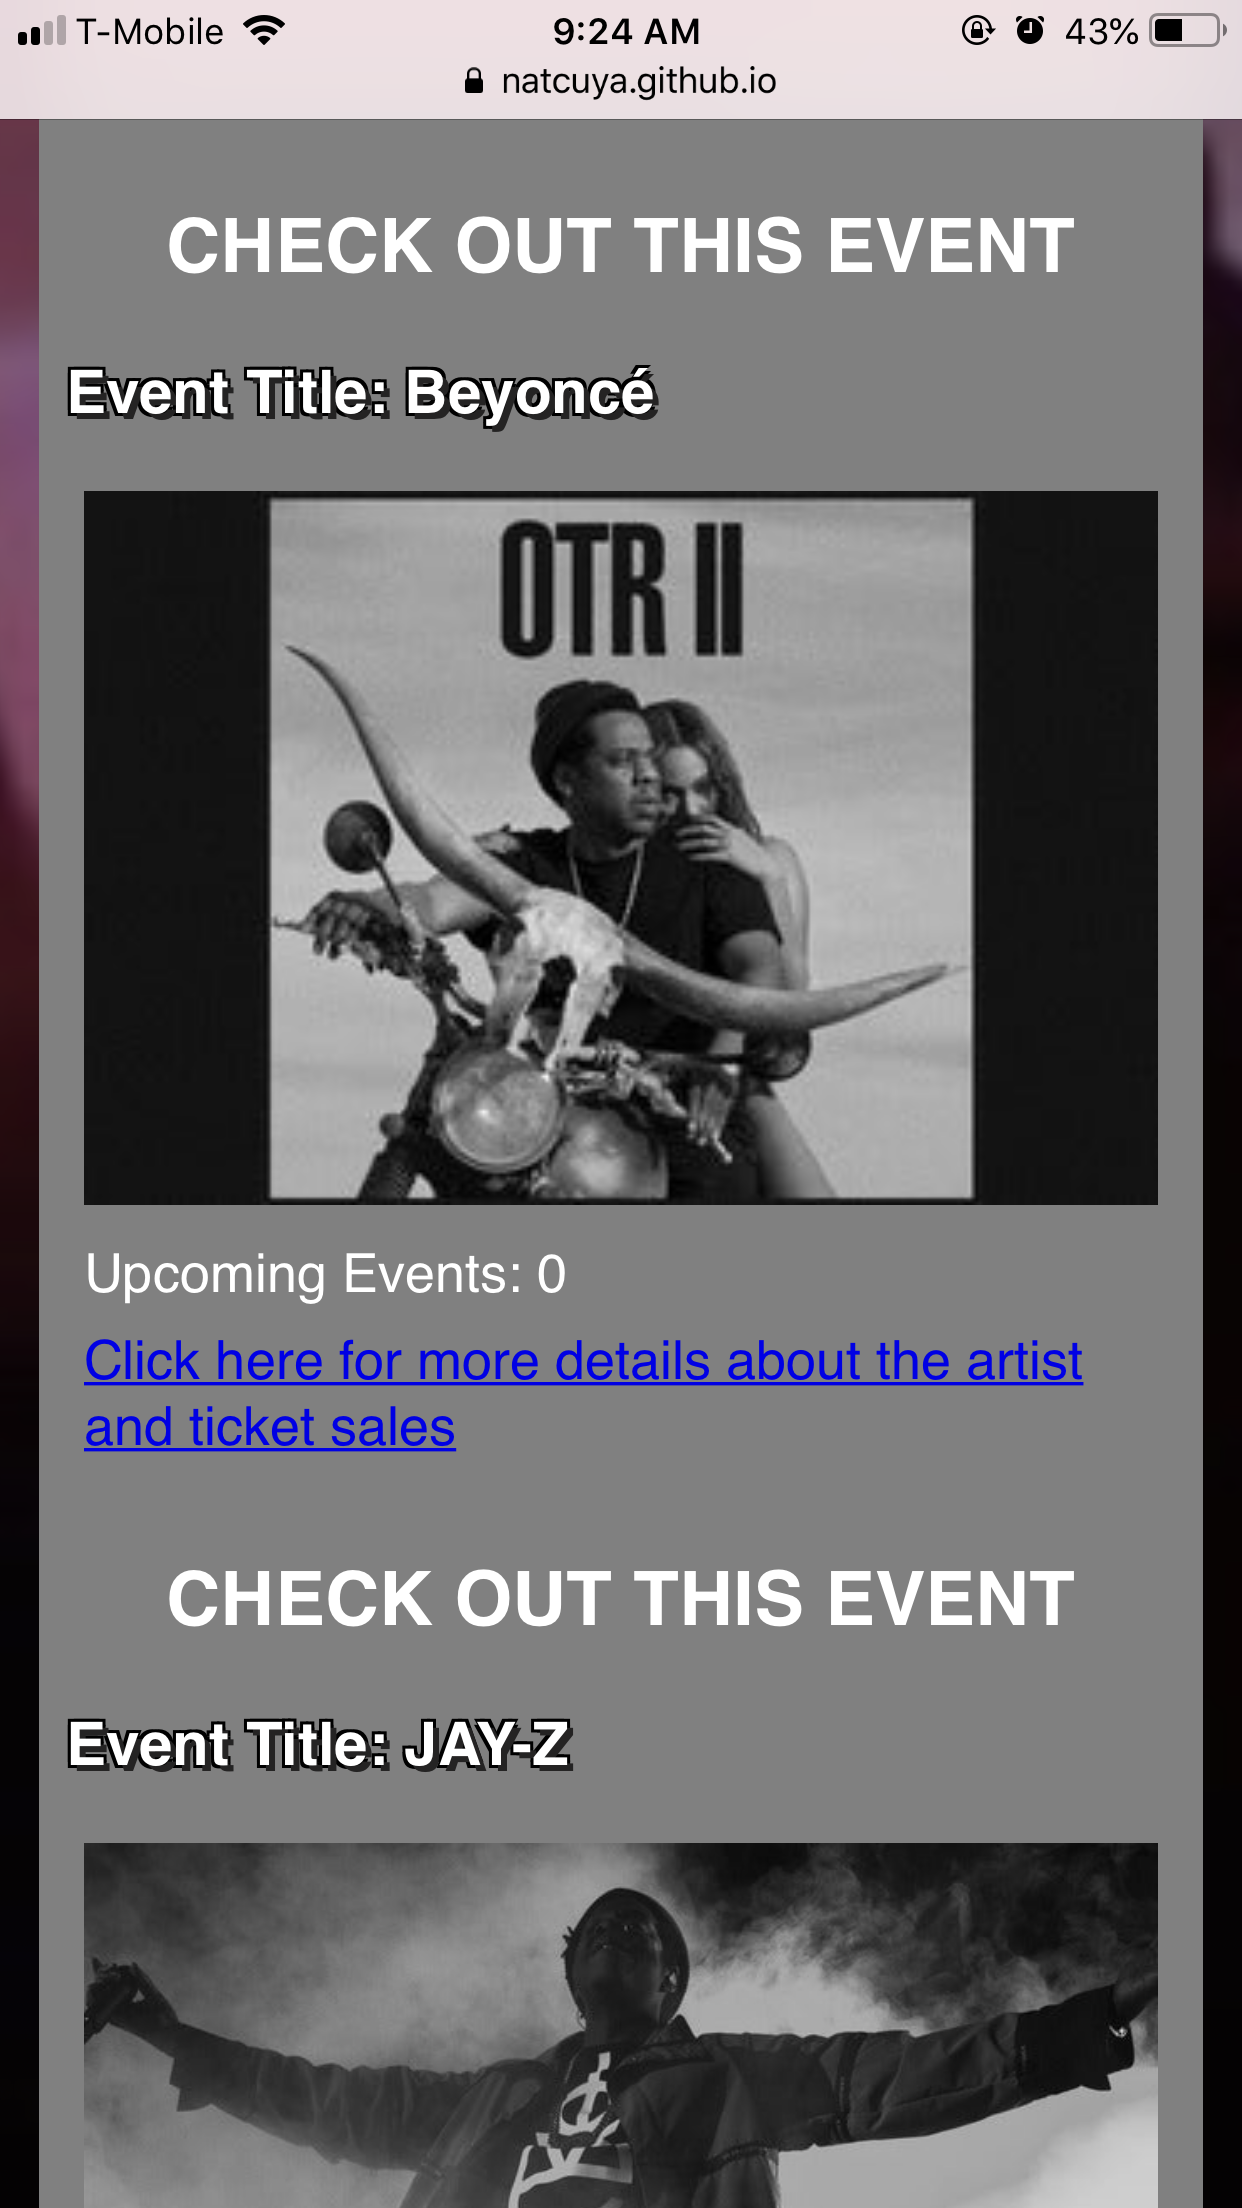 T-Mobile 9:24 AM 43%
natcuya.github.io
CHECK OUT THIS EVENT
Event Title: Beyoncé
OTR II
Upcoming Events: 0
Click here for more details about the artist
and ticket sales
CHECK OUT THIS EVENT
Event Title: JAY-Z